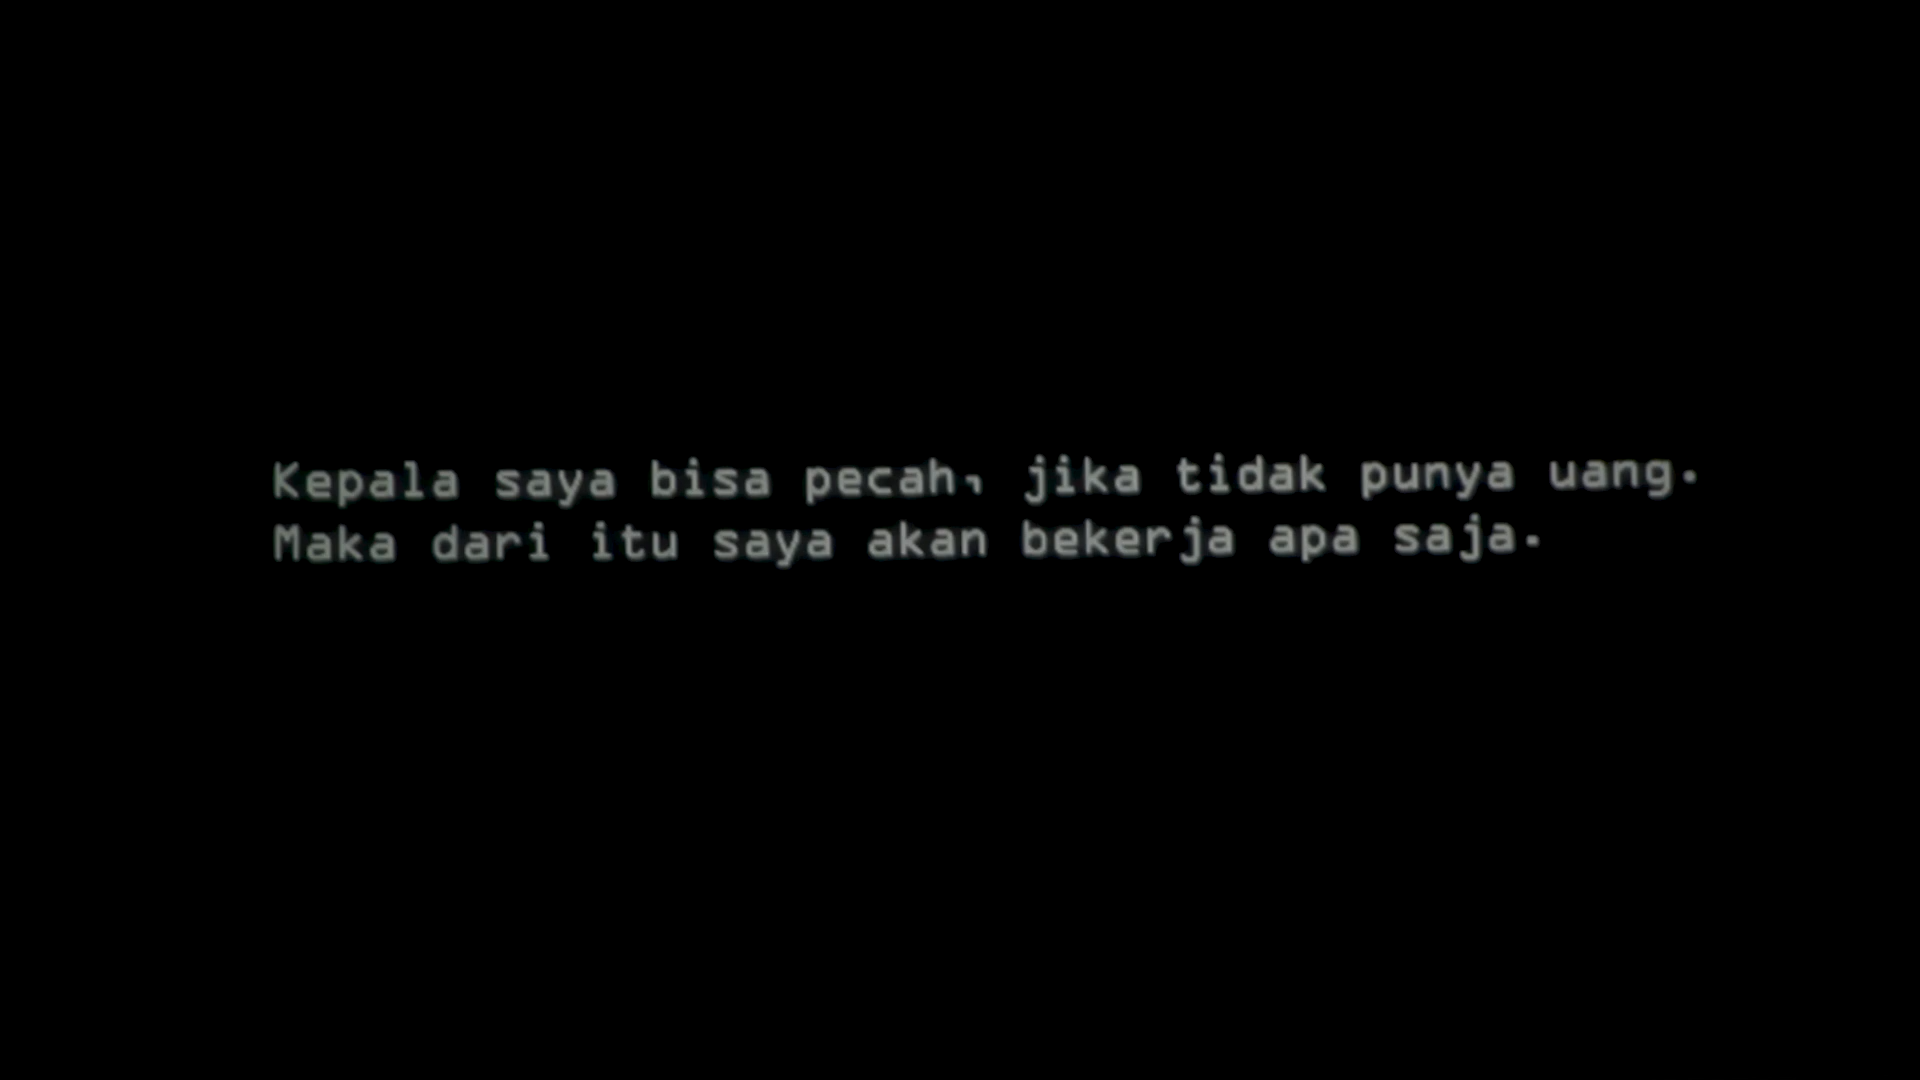 Kepala saya bisa pecah, jika tidak punya uang.
Maka dari itu saya akan bekerja apa saja.